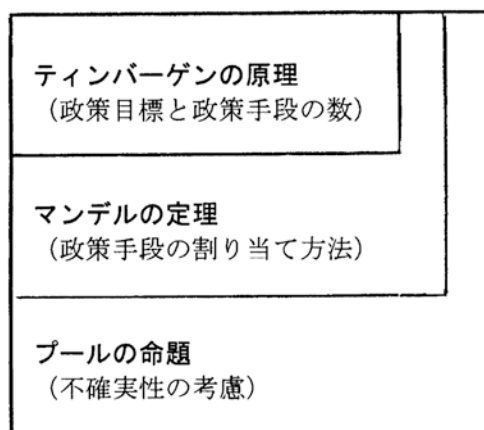 ティンバーゲンの原理
（政策目標と政策手段の数）
マンデルの定理
（政策手段の割り当て方法）
プールの命題
（不確実性の考慮）